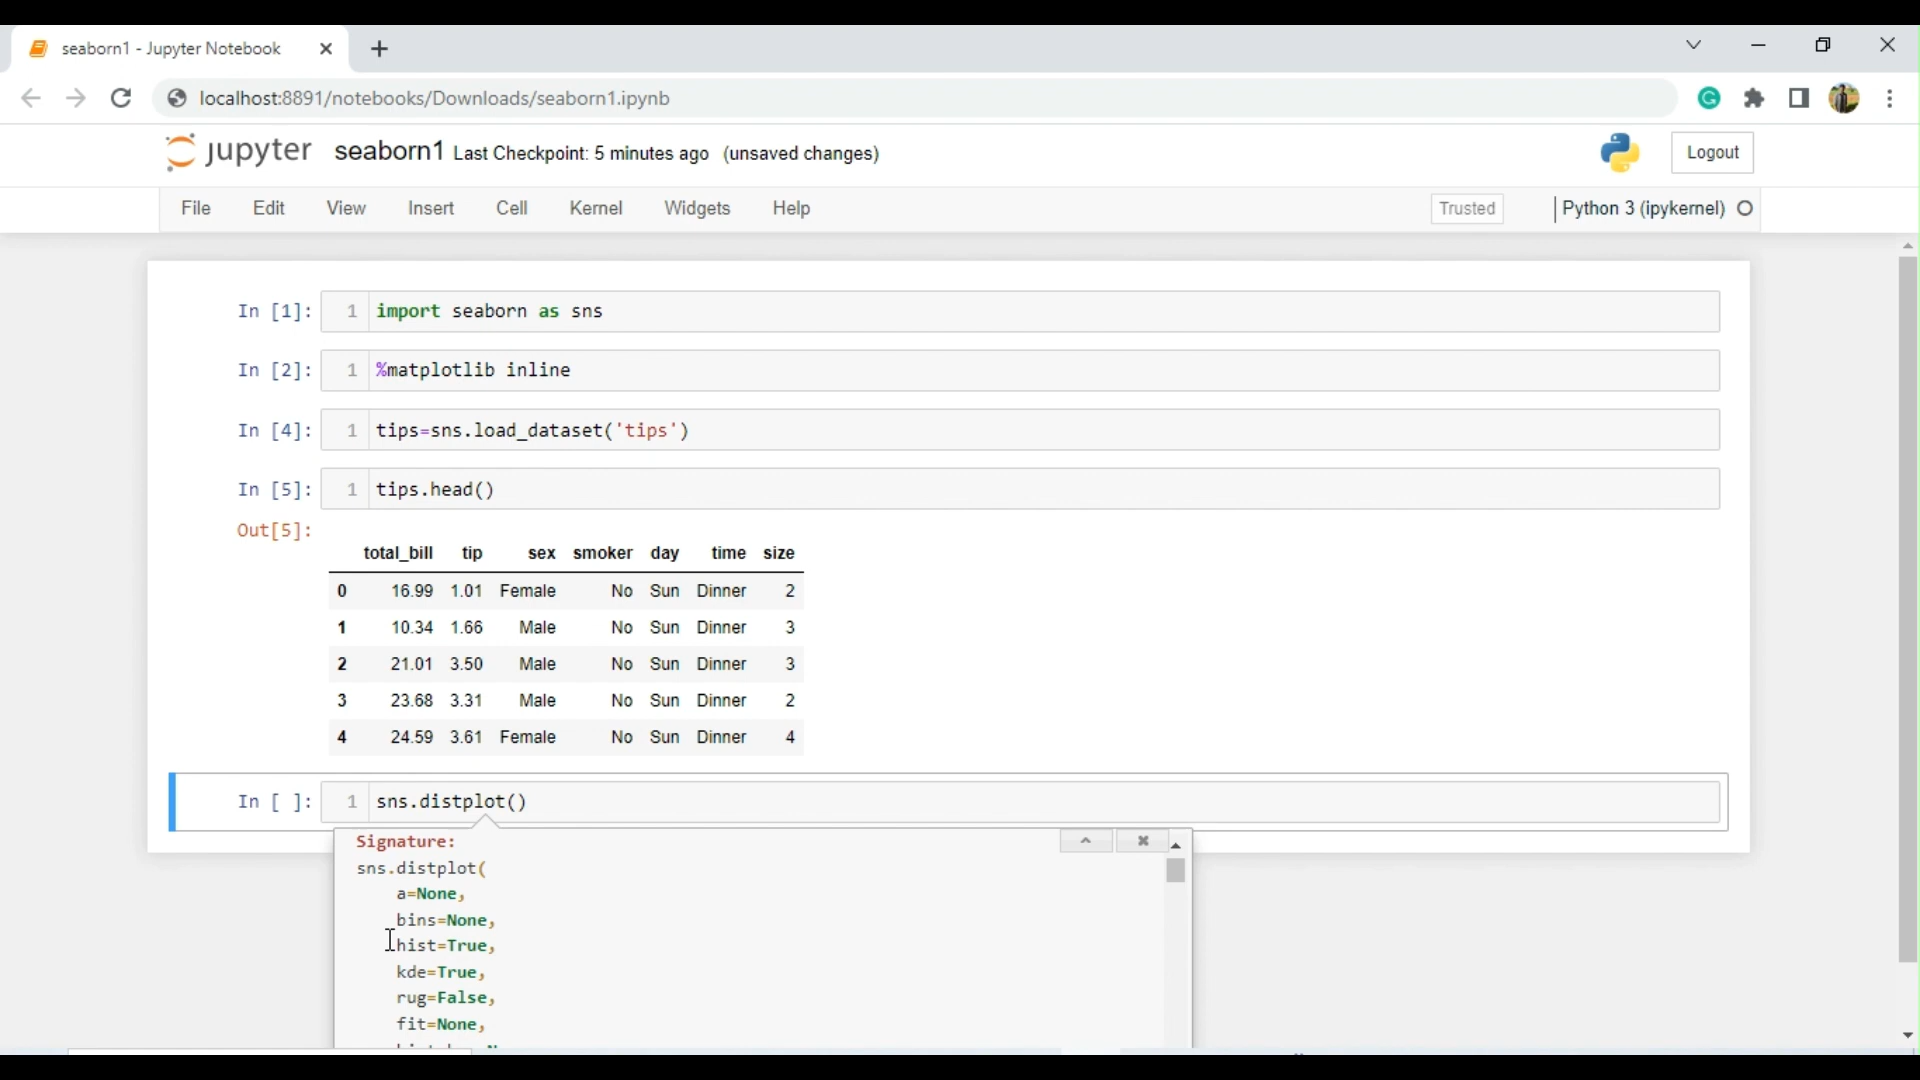 seaborn1 - Jupyter Notebook
localhost:8891/notebooks/Downloads/seaborn1.ipynb
jupyter seaborn1 Last Checkpoint: 5 minutes ago (unsaved changes)
Logout
File Edit View Insert Cell Kernel Widgets Help
Trusted Python 3 (ipykernel)
In [1]: 1 import seaborn as sns
In [2]: 1 %matplotlib inline
In [4]: 1 tips=sns.load_dataset('tips')
In [5]: 1 tips.head()
Out[5]:
total_bill tip sex smoker day time size
0 16.99 1.01 Female No Sun Dinner 2
1 10.34 1.66 Male No Sun Dinner 3
2 21.01 3.50 Male No Sun Dinner 3
3 23.68 3.31 Male No Sun Dinner 2
4 24.59 3.61 Female No Sun Dinner 4
In [ ]: 1 sns.distplot()
Signature:
sns.distplot(
a=None,
bins=None,
hist=True,
kde=True,
rug=False,
fit=None,